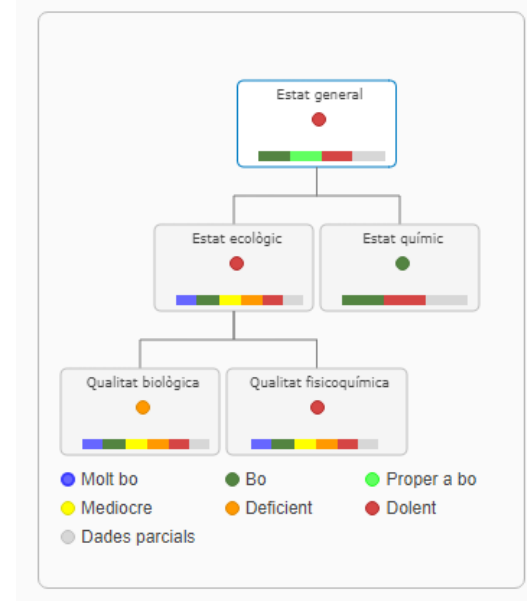 Estat general
Estat ecològic
Estat químic
Qualitat biològica
Qualitat fisicoquímica
Molt bo
Bo
Proper a bo
Mediocre
Deficient
Dolent
Dades parcials